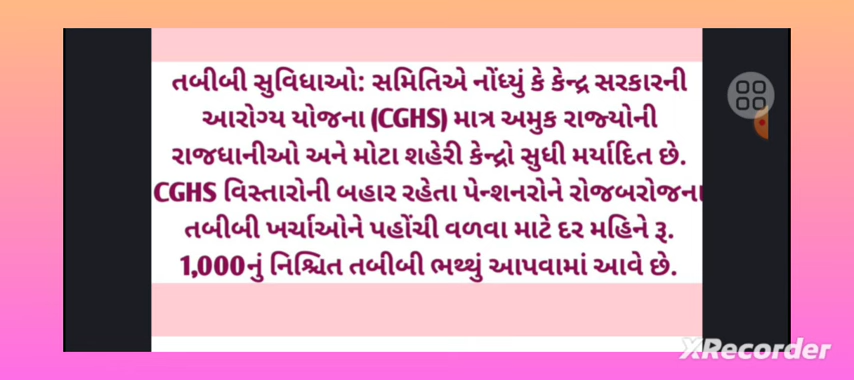 તબીબી સુવિધાઓ: સમિતિએ નોંધ્યું કે કેન્દ્ર સરકારની
આરોગ્ય યોજના (CGHS) માત્ર અમુક રાજ્યોની
રાજધાનીઓ અને મોટા શહેરી કેન્દ્રો સુધી મર્યાદિત છે.
CGHS વિસ્તારોની બહાર રહેતા પેન્શનરોને રોજબરોજના
તબીબી ખર્ચાઓને પહોંચી વળવા માટે દર મહિને રૂ.
1,000નું નિશ્ચિત તબીબી ભથ્થું આપવામાં આવે છે.
XRecorder